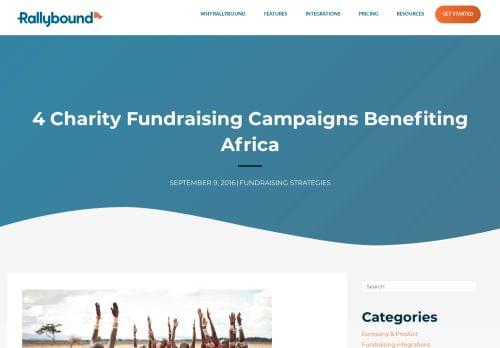 Rallybound
WHY RALLYBOUND
FEATURES
INTEGRATIONS
PRICING
RESOURCES
GET STARTED
4 Charity Fundraising Campaigns Benefiting
Africa
SEPTEMBER 9, 2016 | FUNDRAISING STRATEGIES
Search
Categories
Company & Product
Fundraising integrations